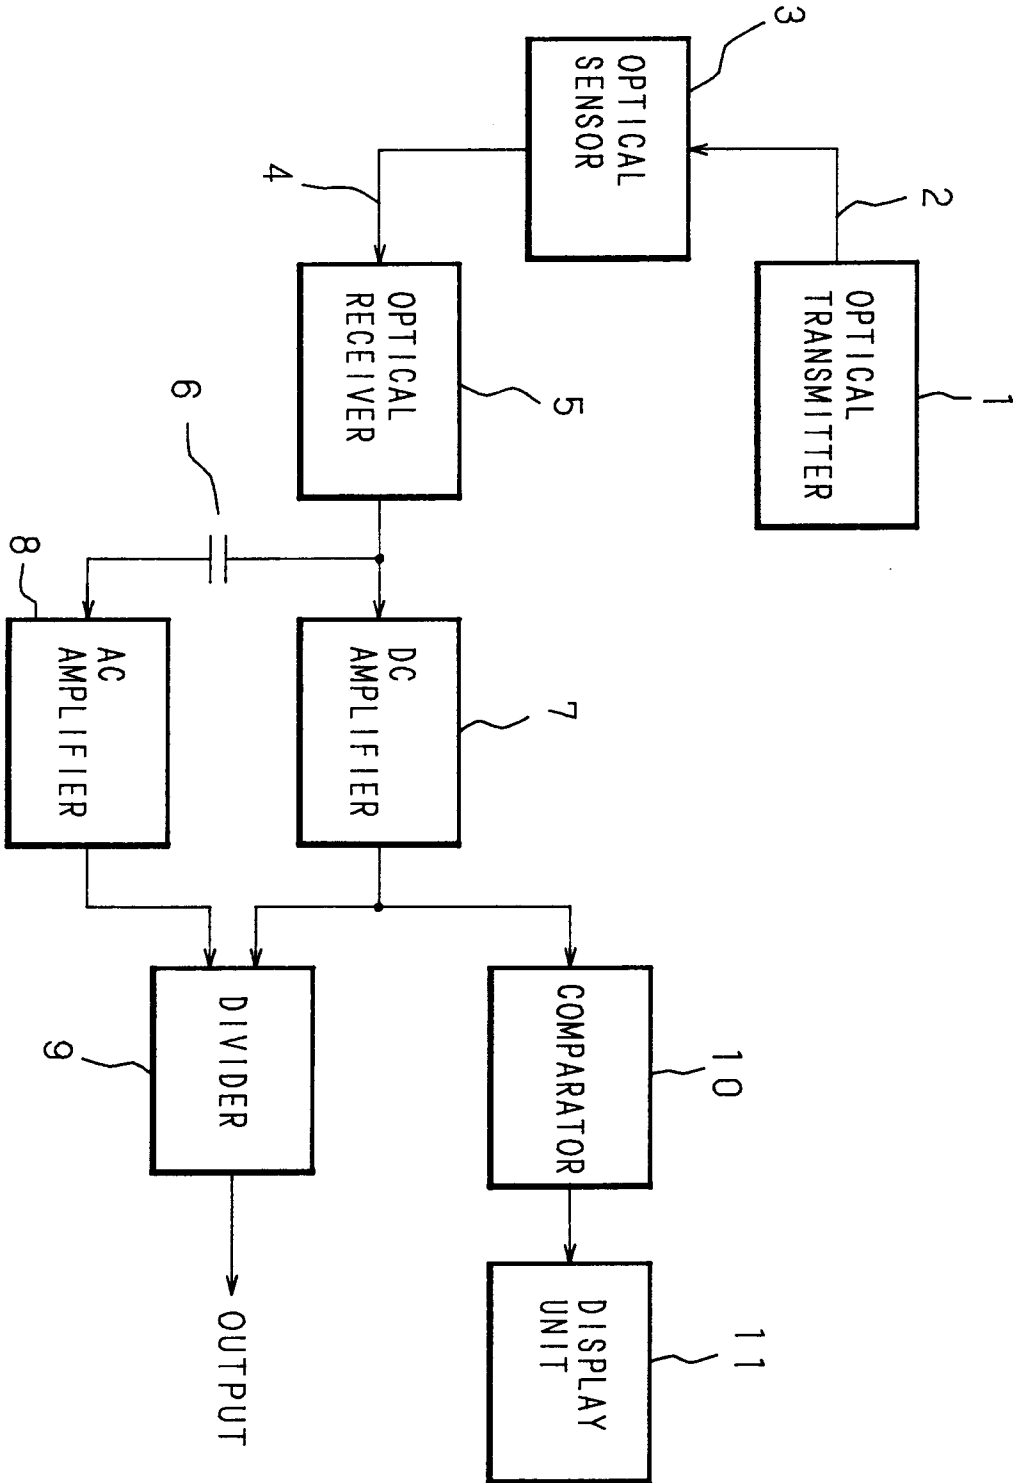 1
OPTICAL
TRANSMITTER
2
3
OPTICAL
SENSOR
4
OPTICAL
RECEIVER
5
6
DC
AMPLIFIER
7
8
AC
AMPLIFIER
10
COMPARATOR
11
DISPLAY
UNIT
DIVIDER
9
OUTPUT